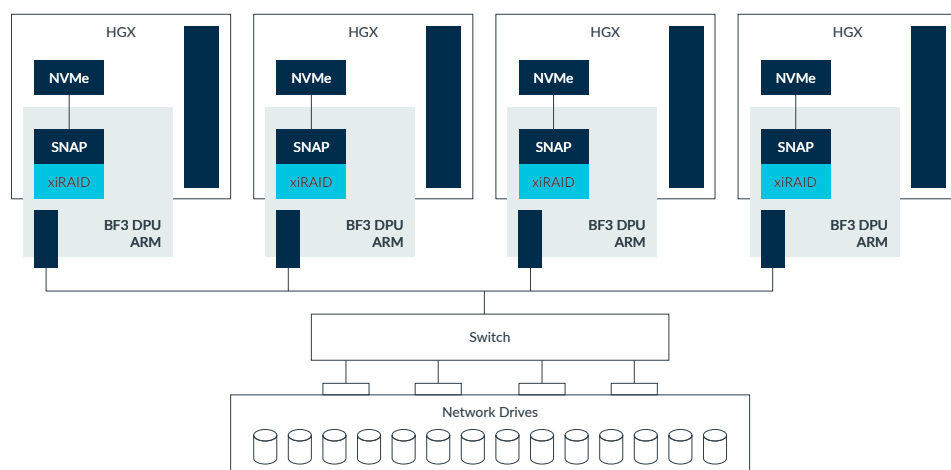 HGX
HGX
HGX
HGX
NVMe
NVMe
NVMe
NVMe
SNAP
SNAP
SNAP
SNAP
xiRAID
xiRAID
xiRAID
xiRAID
BF3 DPU
ARM
BF3 DPU
ARM
BF3 DPU
ARM
BF3 DPU
ARM
Switch
Network Drives